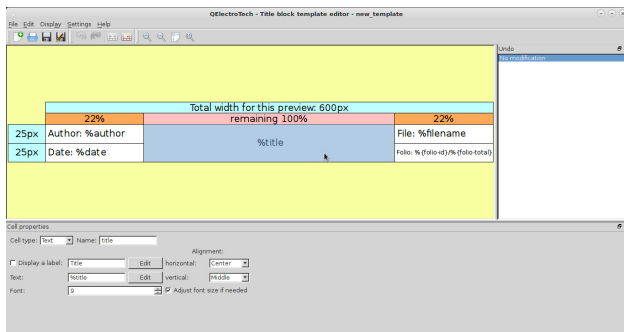 QElectroTech - Title block template editor - new_template
File Edit Display Settings Help
Undo
No modification
Total width for this preview: 600px
22% remaining 100% 22%
25px Author: %author %title File: %filename
25px Date: %date Folio: %{folio-id}/%{folio-total}
Cell properties
Cell type: Text Name: title
Alignment:
Display a label: Title Edit horizontal: Center
Text: %title Edit vertical: Middle
Font: 9 Adjust font size if needed